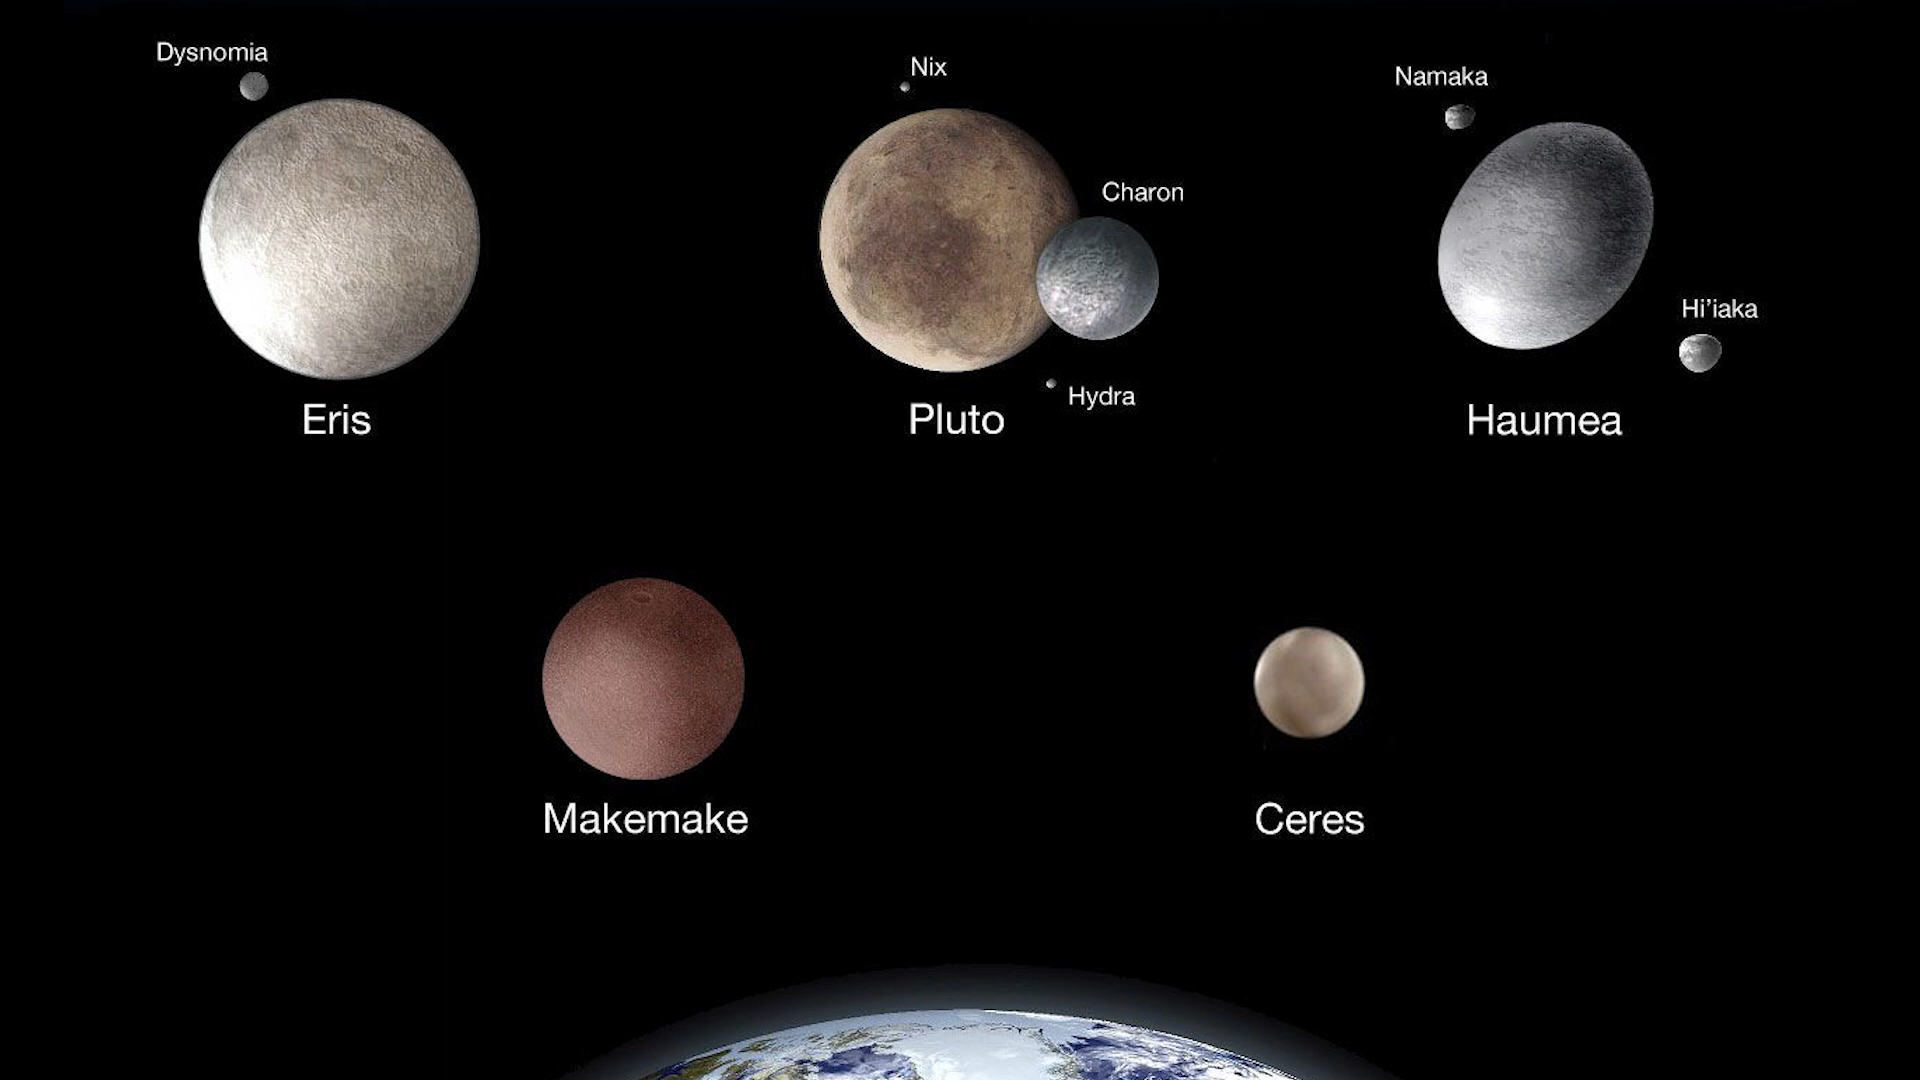 Dysnomia
Eris
Nix
Charon
Hydra
Pluto
Namaka
Hi’iaka
Haumea
Makemake
Ceres